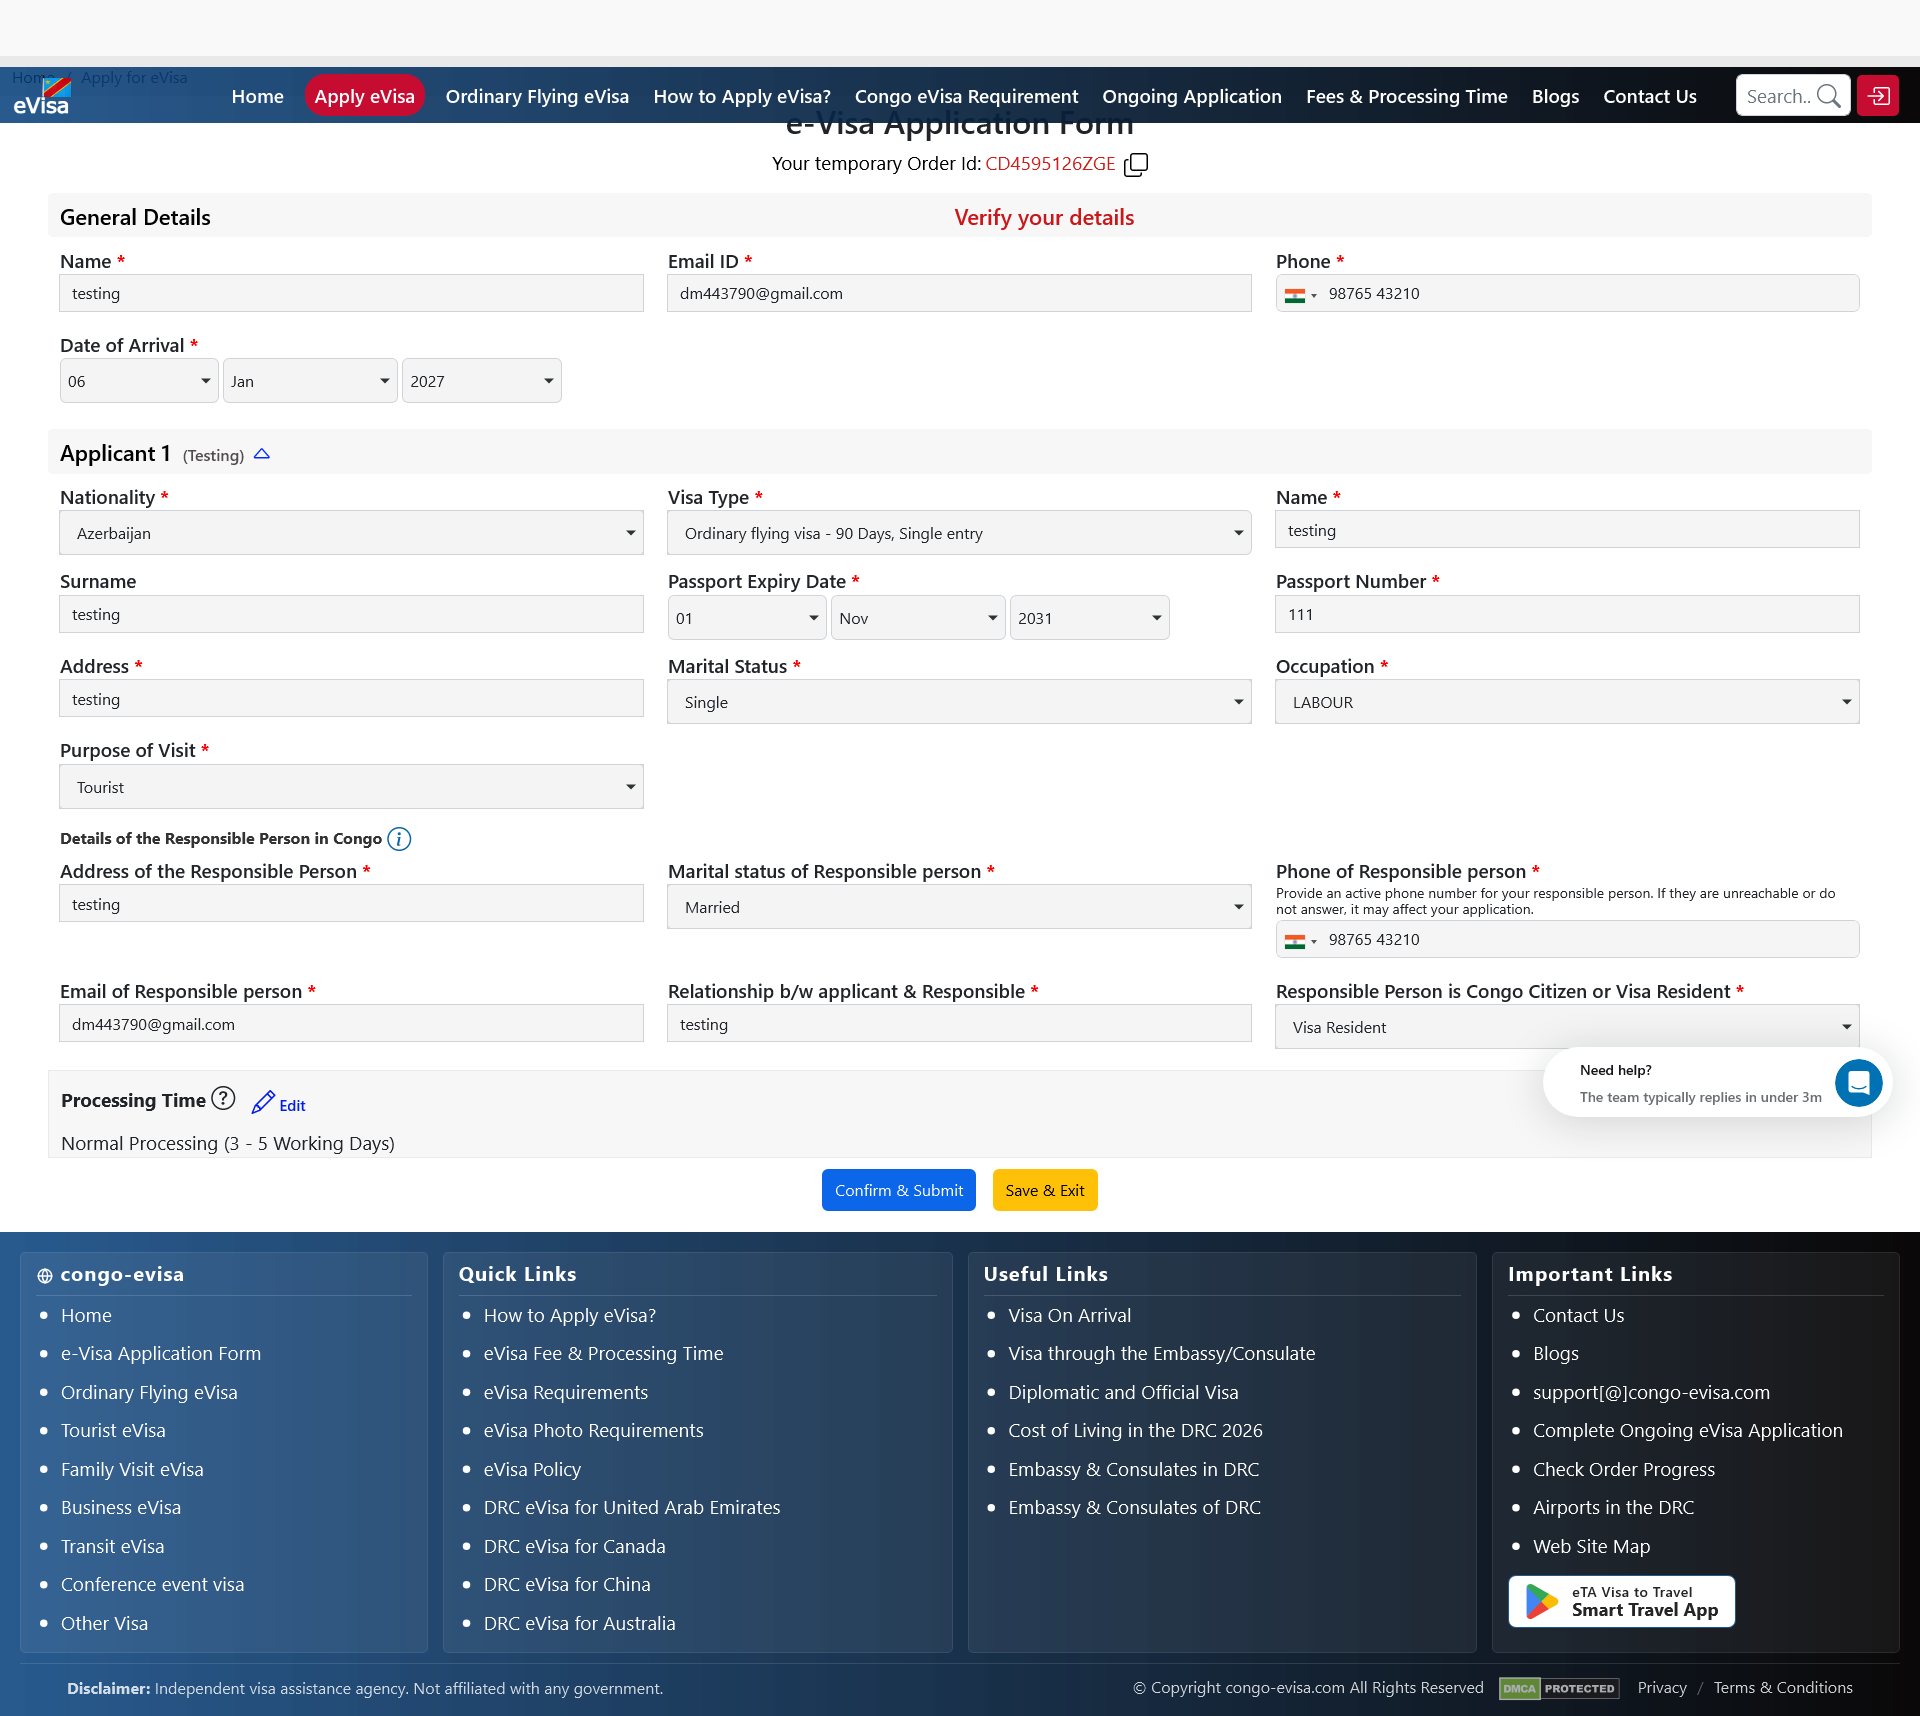 Home / Apply for eVisa
eVisa
Home
Apply eVisa
Ordinary Flying eVisa
How to Apply eVisa?
Congo eVisa Requirement
Ongoing Application
Fees & Processing Time
Blogs
Contact Us
Search..
e-Visa Application Form
Your temporary Order Id: CD4595126ZGE
General Details
Verify your details
Name *
testing
Email ID *
dm443790@gmail.com
Phone *
98765 43210
Date of Arrival *
06
Jan
2027
Applicant 1 (Testing)
Nationality *
Azerbaijan
Visa Type *
Ordinary flying visa - 90 Days, Single entry
Name *
testing
Surname
testing
Passport Expiry Date *
01
Nov
2031
Passport Number *
111
Address *
testing
Marital Status *
Single
Occupation *
LABOUR
Purpose of Visit *
Tourist
Details of the Responsible Person in Congo i
Address of the Responsible Person *
testing
Marital status of Responsible person *
Married
Phone of Responsible person *
Provide an active phone number for your responsible person. If they are unreachable or do
not answer, it may affect your application.
98765 43210
Email of Responsible person *
dm443790@gmail.com
Relationship b/w applicant & Responsible *
testing
Responsible Person is Congo Citizen or Visa Resident *
Visa Resident
Need help?
The team typically replies in under 3m
Processing Time ? Edit
Normal Processing (3 - 5 Working Days)
Confirm & Submit
Save & Exit
congo-evisa
Home
e-Visa Application Form
Ordinary Flying eVisa
Tourist eVisa
Family Visit eVisa
Business eVisa
Transit eVisa
Conference event visa
Other Visa
Quick Links
How to Apply eVisa?
eVisa Fee & Processing Time
eVisa Requirements
eVisa Photo Requirements
eVisa Policy
DRC eVisa for United Arab Emirates
DRC eVisa for Canada
DRC eVisa for China
DRC eVisa for Australia
Useful Links
Visa On Arrival
Visa through the Embassy/Consulate
Diplomatic and Official Visa
Cost of Living in the DRC 2026
Embassy & Consulates in DRC
Embassy & Consulates of DRC
Important Links
Contact Us
Blogs
support[@]congo-evisa.com
Complete Ongoing eVisa Application
Check Order Progress
Airports in the DRC
Web Site Map
eTA Visa to Travel
Smart Travel App
Disclaimer: Independent visa assistance agency. Not affiliated with any government.
© Copyright congo-evisa.com All Rights Reserved
DMCA PROTECTED
Privacy / Terms & Conditions